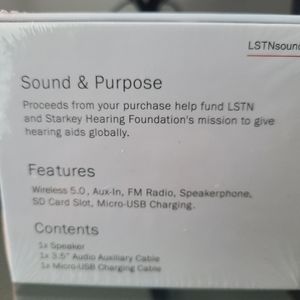 LSTNsound
Sound & Purpose
Proceeds from your purchase help fund LSTN
and Starkey Hearing Foundation's mission to give
hearing aids globally.
Features
Wireless 5.0, Aux-In, FM Radio, Speakerphone,
SD Card Slot, Micro-USB Charging.
Contents
1x Speaker
1x 3.5" Audio Auxiliary Cable
1x Micro-USB Charging Cable